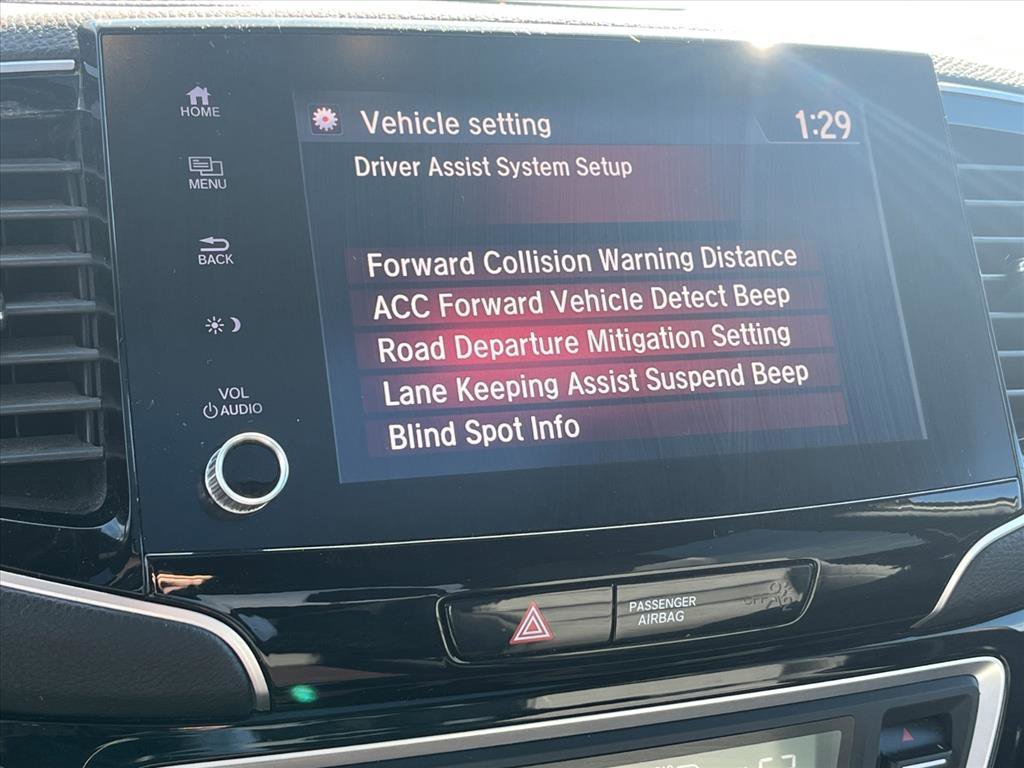 HOME
MENU
BACK
VOL
AUDIO
Vehicle setting
1:29
Driver Assist System Setup
Forward Collision Warning Distance
ACC Forward Vehicle Detect Beep
Road Departure Mitigation Setting
Lane Keeping Assist Suspend Beep
Blind Spot Info
PASSENGER
AIRBAG
OFF